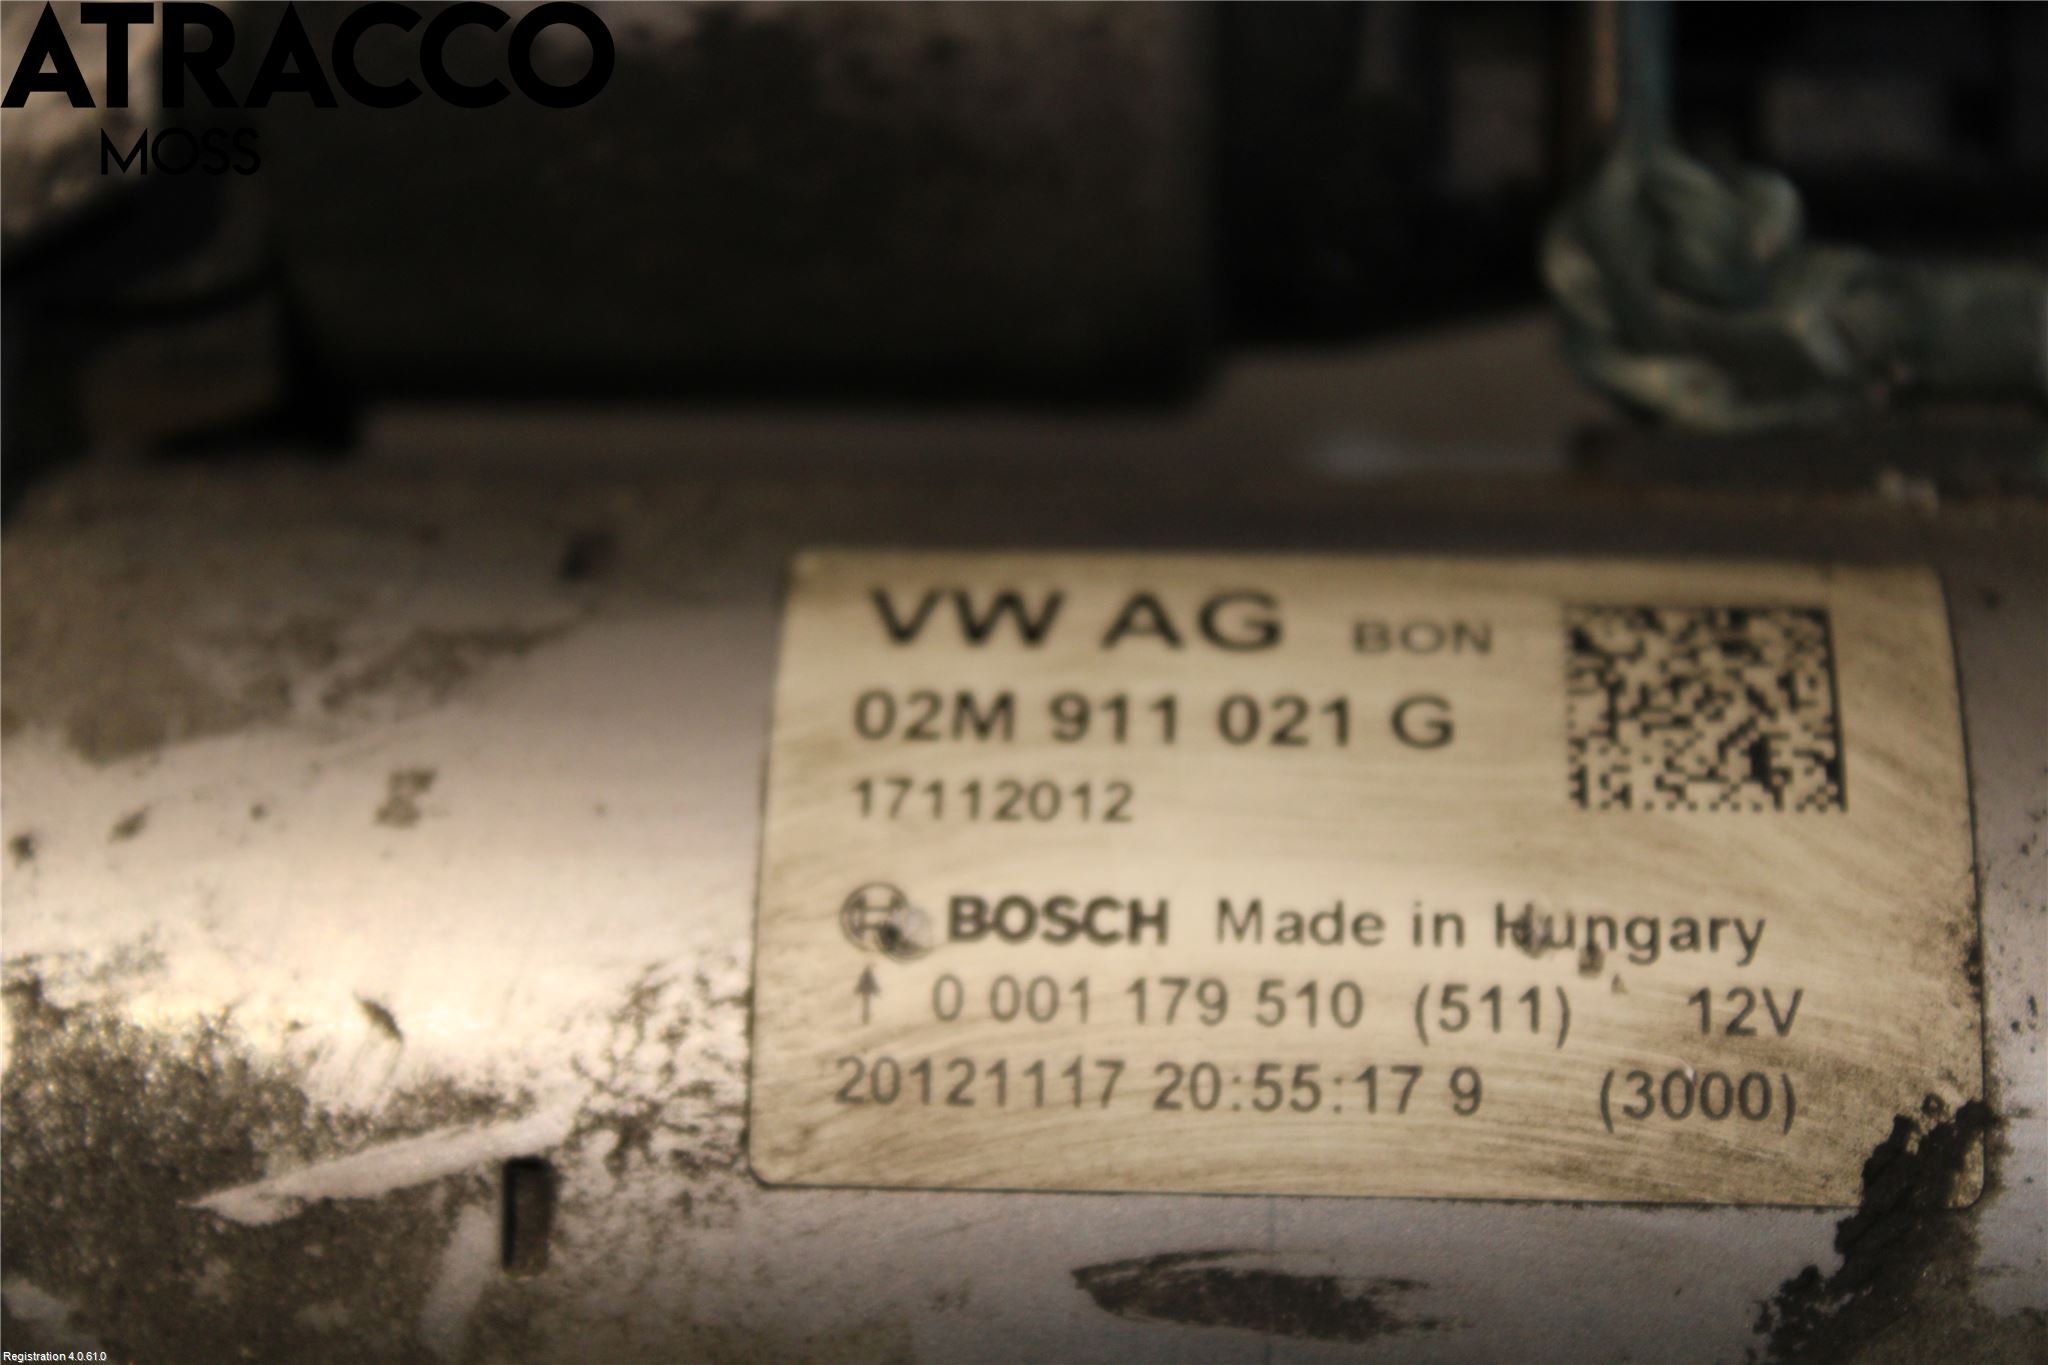 ATRACCO
MOSS
VW AG BON
02M 911 021 G
17112012
BOSCH Made in Hungary
↑ 0 001 179 510 (511) 12V
20121117 20:55:17 9 (3000)
Registration 4.0.61.0